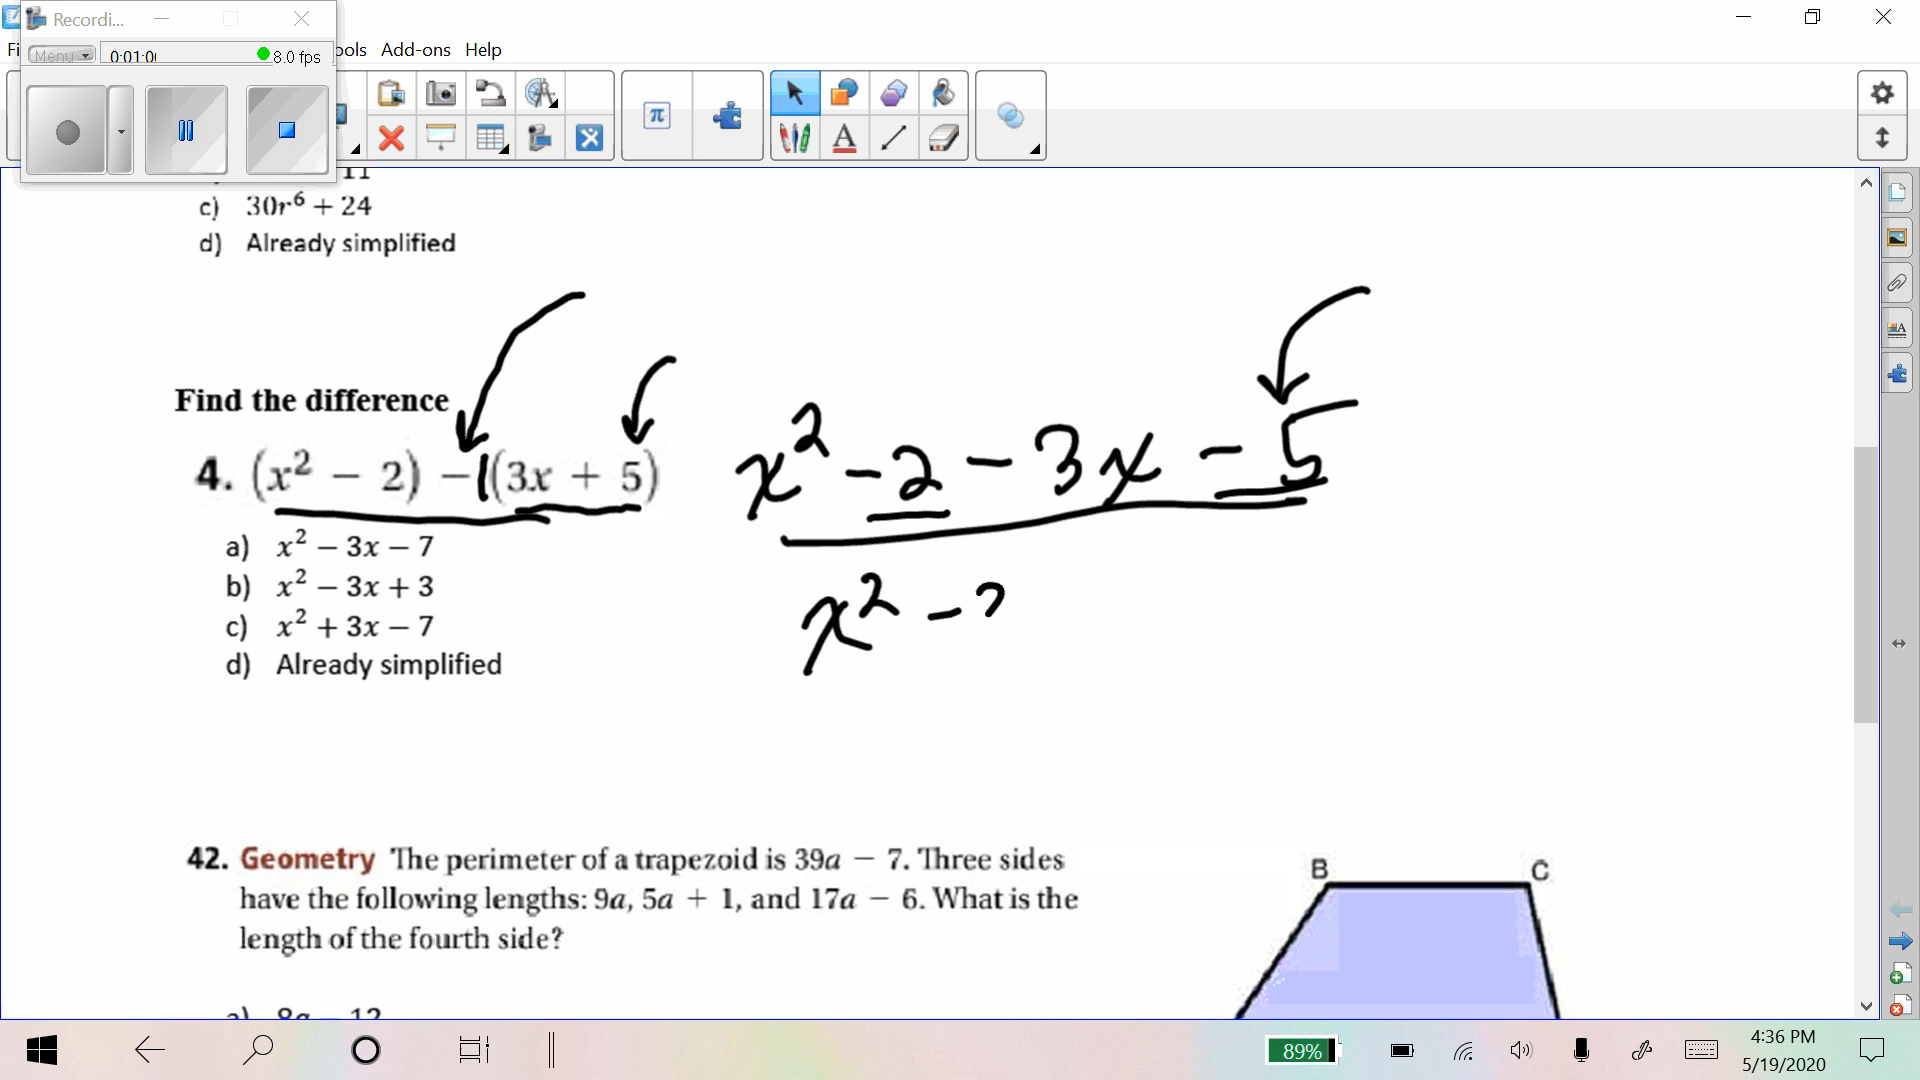 Recordi...
Menu 0:01:0 8.0 fps
Add-ons Help
c) 30r⁶ + 24
d) Already simplified
Find the difference
4. (x² − 2) −1(3x + 5)
x² − 2 − 3x − 5
a) x² − 3x − 7
b) x² − 3x + 3
c) x² + 3x − 7
d) Already simplified
x² −
42. Geometry The perimeter of a trapezoid is 39a − 7. Three sides
have the following lengths: 9a, 5a + 1, and 17a − 6. What is the
length of the fourth side?
B C
89%
4:36 PM
5/19/2020